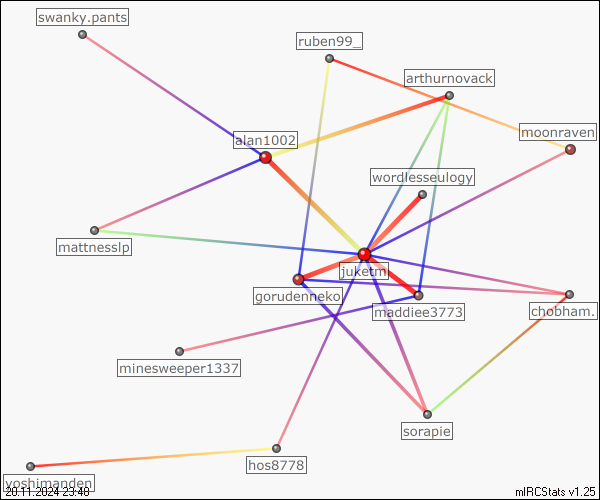 swanky.pants
ruben99_
arthurnovack
moonraven
alan1002
wordlesseulogy
mattnesslp
juketm
gorudenneko
maddiee3773
chobham.
minesweeper1337
sorapie
hos8778
yoshimanden
20.11.2024 23:48
mIRCStats v1.25